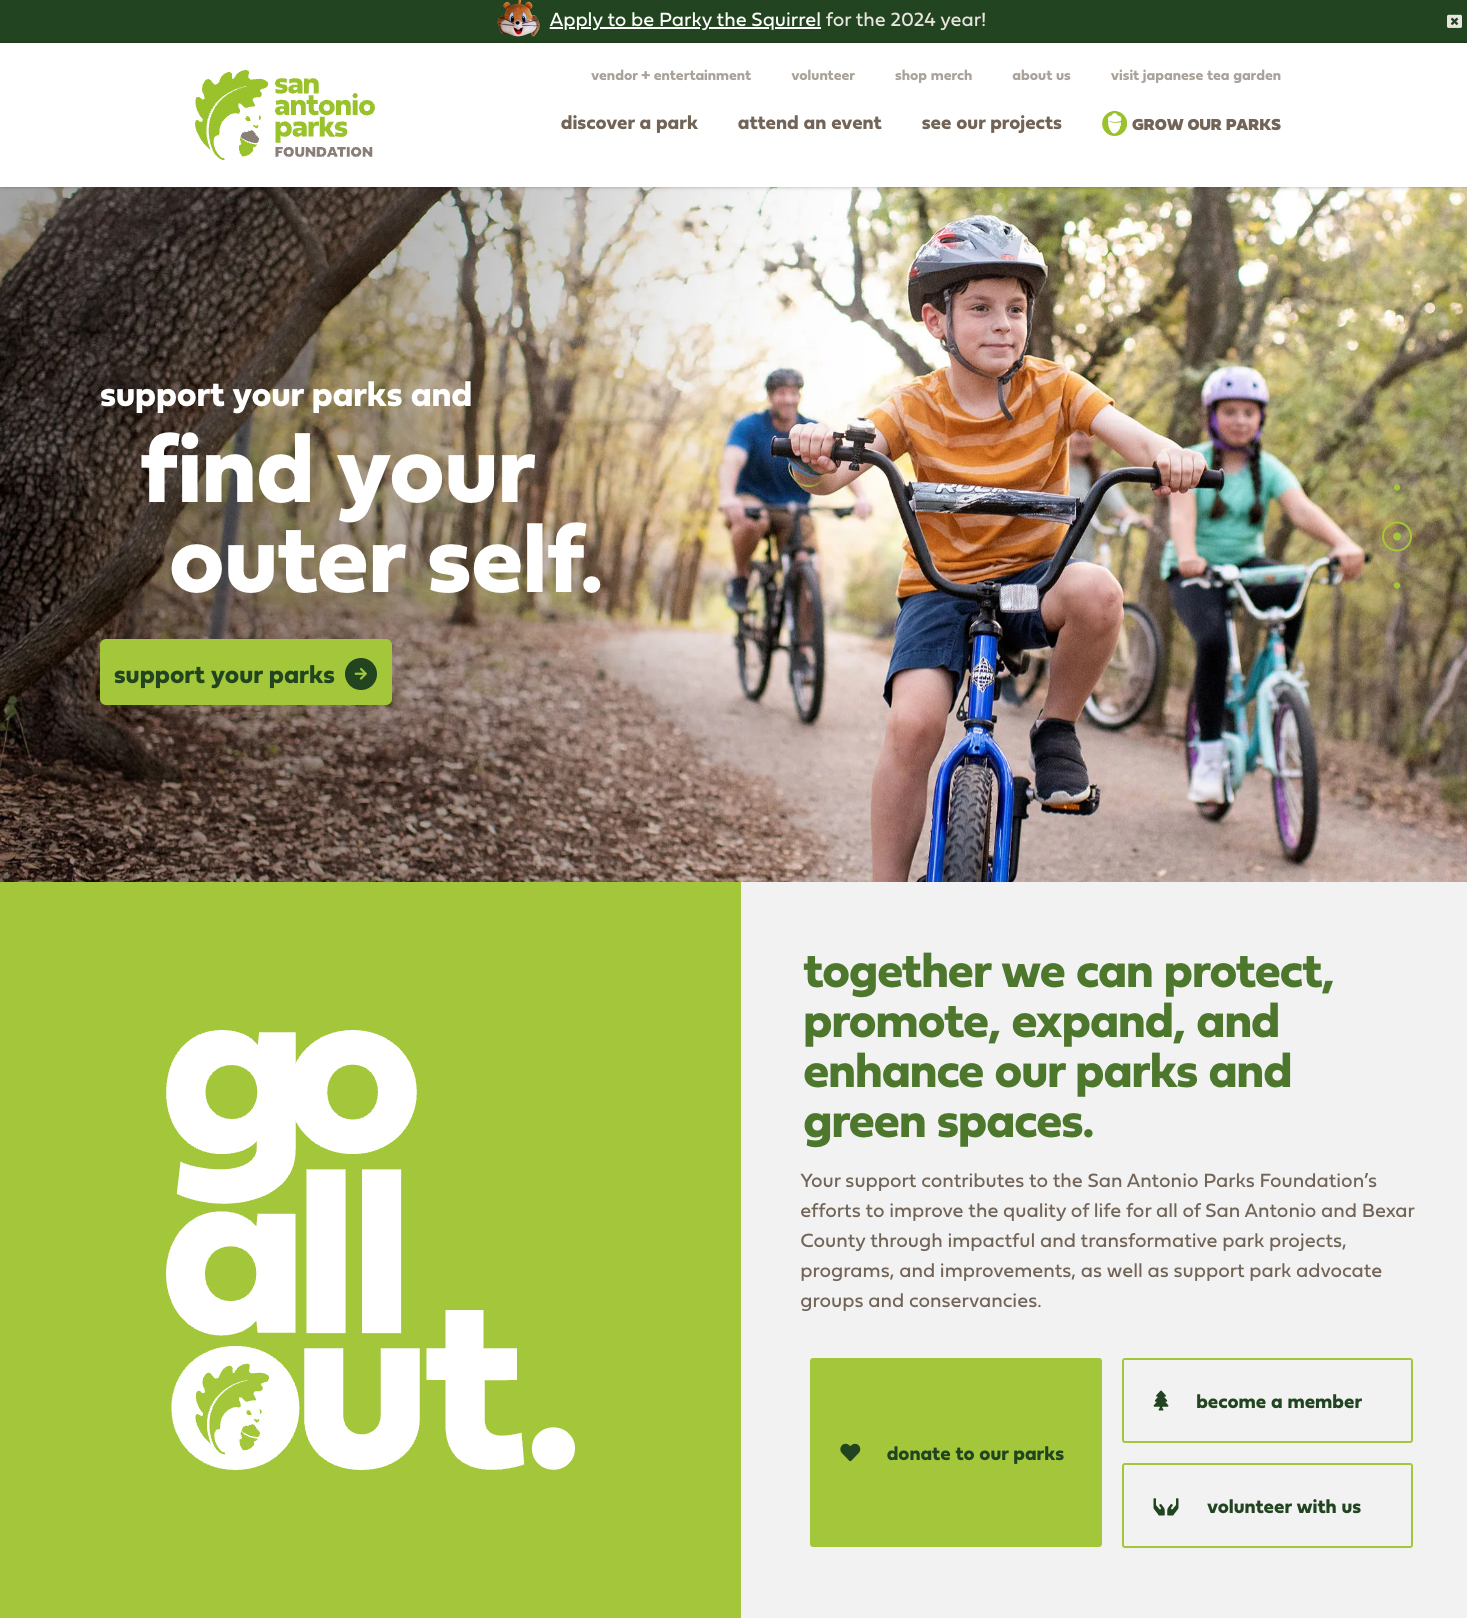 Apply to be Parky the Squirrel for the 2024 year!
vendor + entertainment volunteer shop merch about us visit japanese tea garden
san
antonio
parks
FOUNDATION
discover a park attend an event see our projects GROW OUR PARKS
support your parks and
find your
outer self.
support your parks
go
all
out.
together we can protect,
promote, expand, and
enhance our parks and
green spaces.
Your support contributes to the San Antonio Parks Foundation’s
efforts to improve the quality of life for all of San Antonio and Bexar
County through impactful and transformative park projects,
programs, and improvements, as well as support park advocate
groups and conservancies.
donate to our parks
become a member
volunteer with us